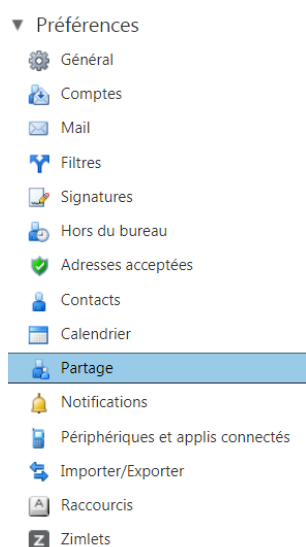 Préférences
Général
Comptes
Mail
Filtres
Signatures
Hors du bureau
Adresses acceptées
Contacts
Calendrier
Partage
Notifications
Périphériques et applis connectés
Importer/Exporter
A Raccourcis
Z Zimlets